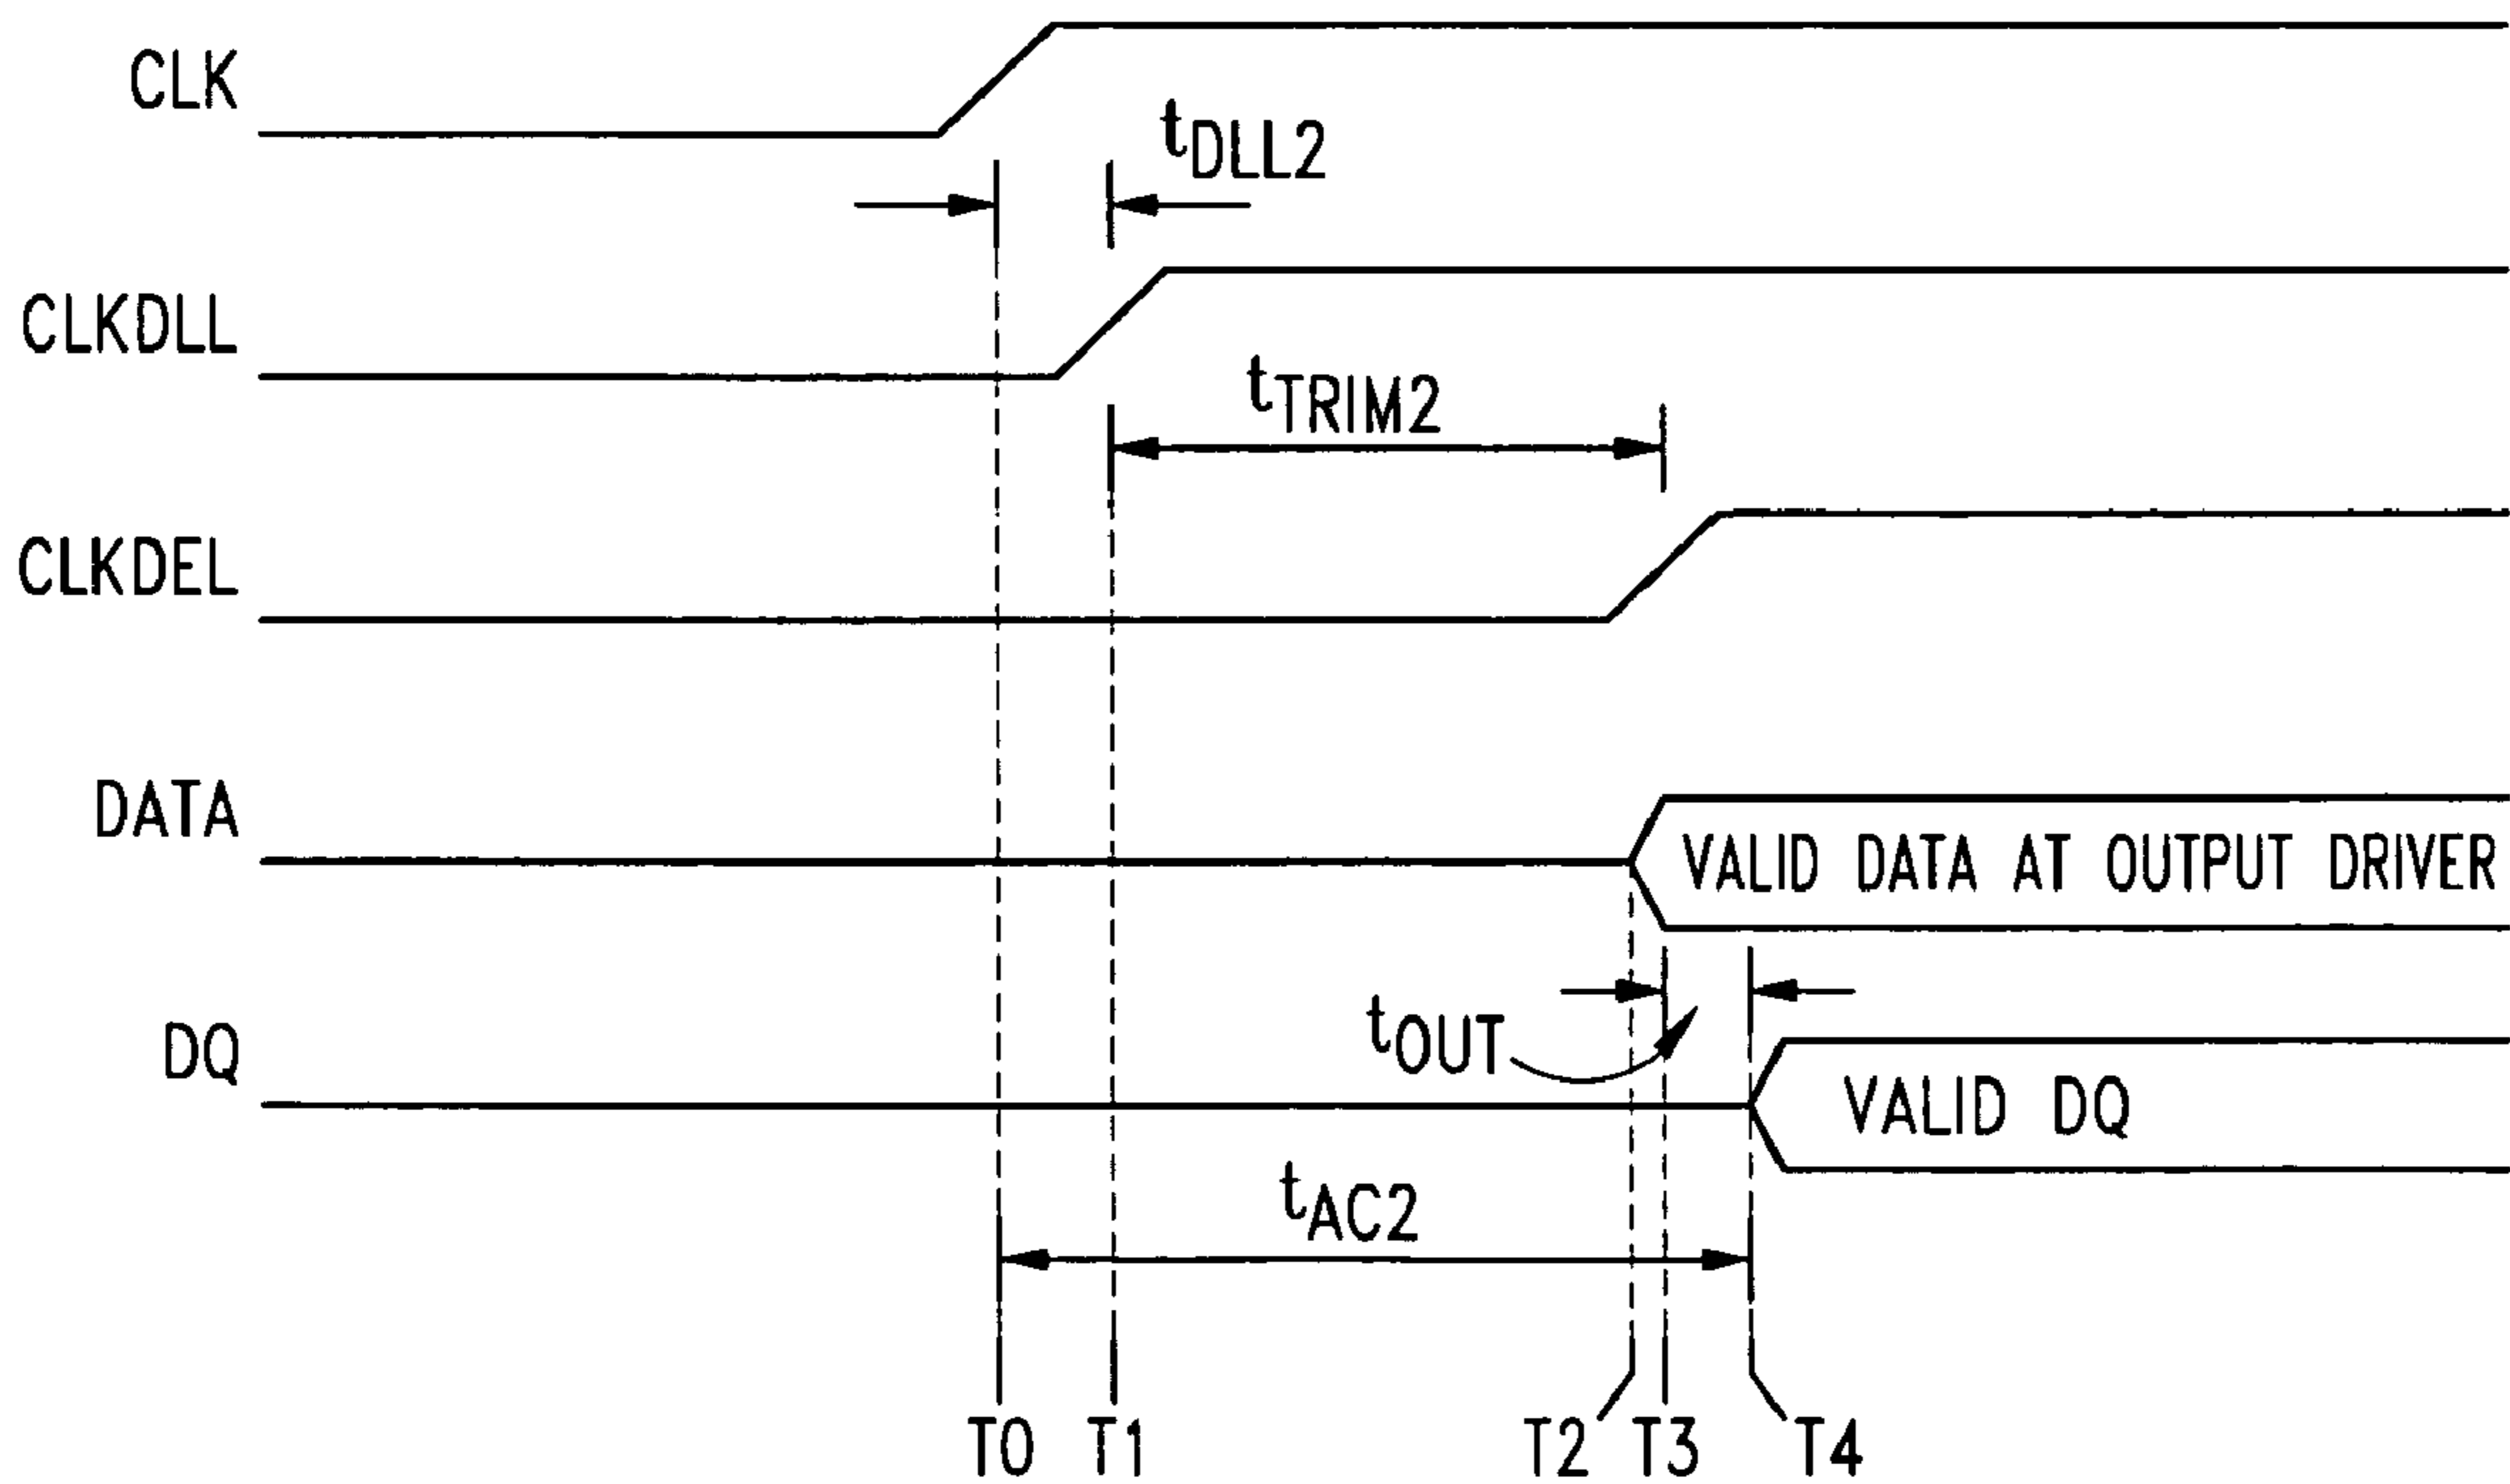 CLK
tDLL2
CLKDLL
tTRIM2
CLKDEL
DATA
VALID DATA AT OUTPUT DRIVER
tOUT
DQ
VALID DQ
tAC2
T0 T1 T2 T3 T4